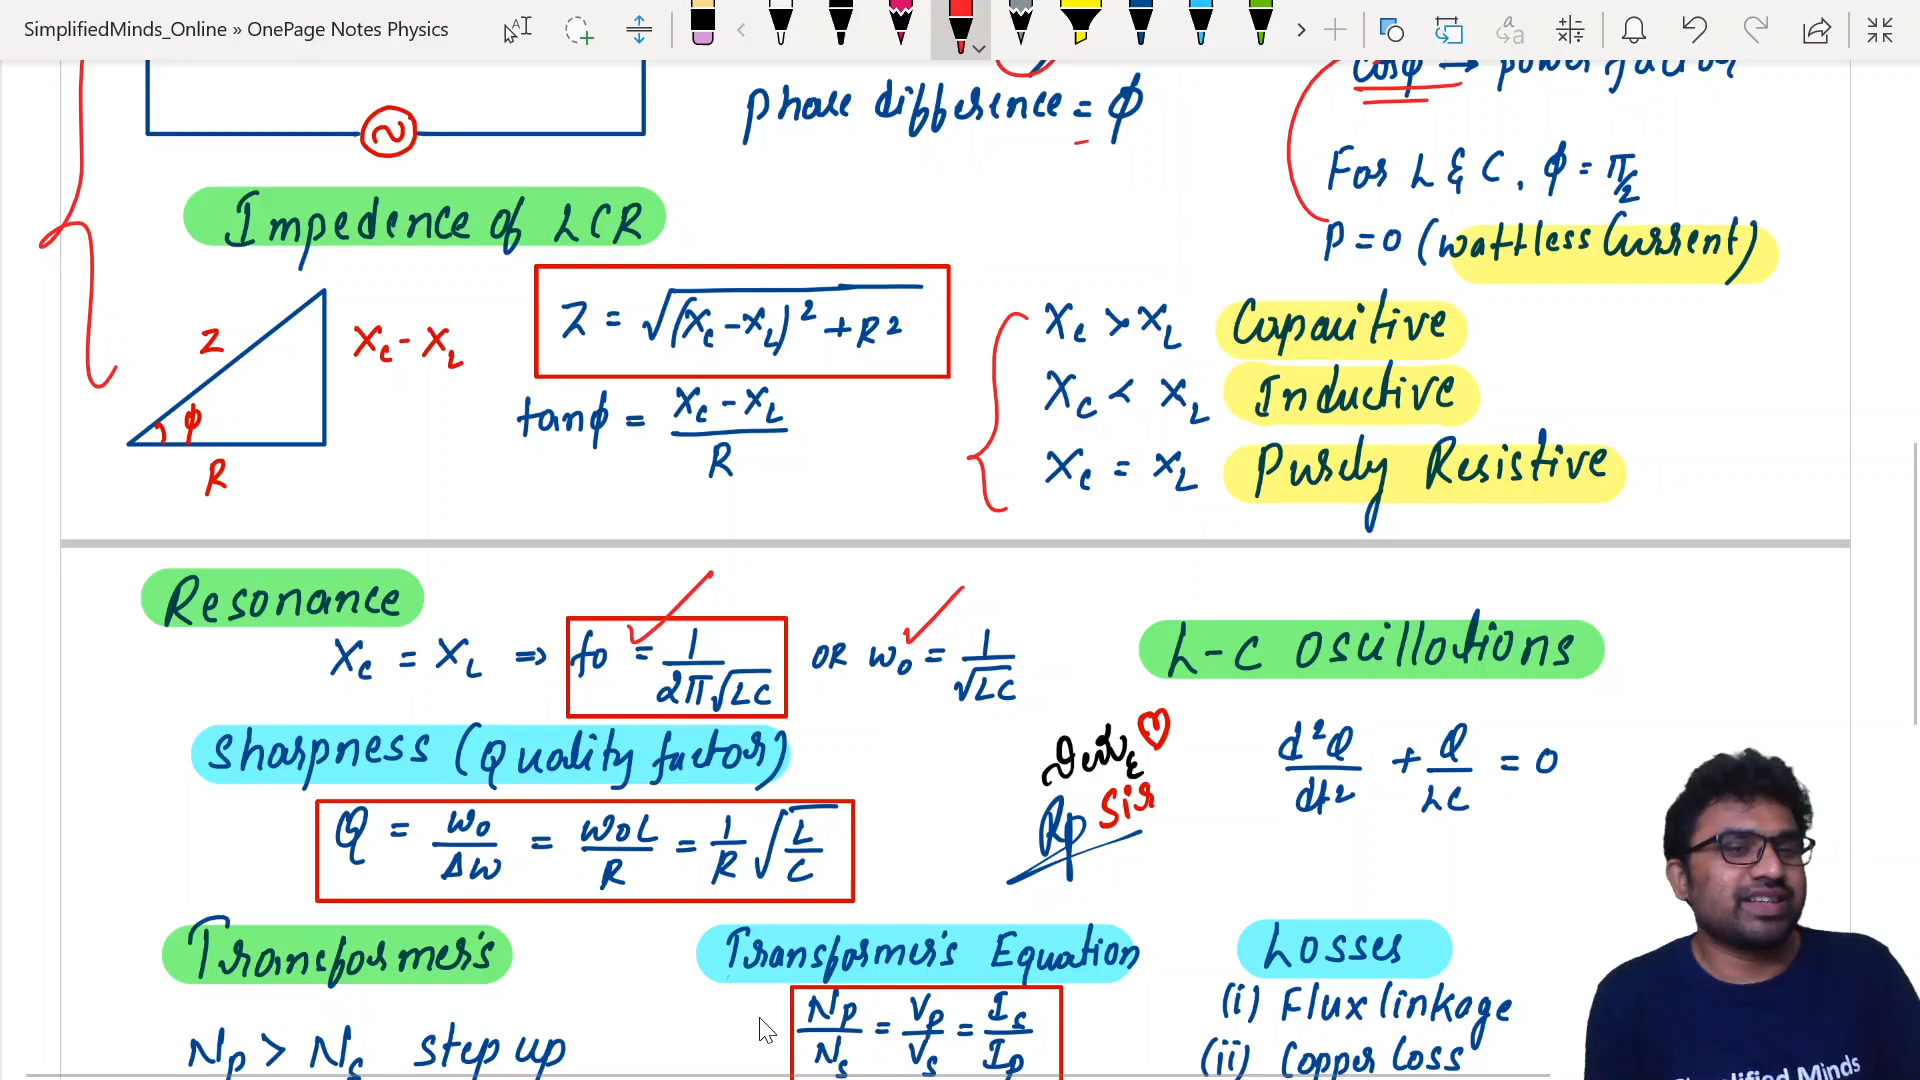 SimplifiedMinds_Online » OnePage Notes Physics
cosφ → power factor
phase difference = φ
For L & C, φ = π/2
P = 0 (wattless Current)
Impedence of LCR
Z = √(Xc - XL)² + R²
Z
Xc - XL
φ
R
tanφ = Xc - XL / R
Xc > XL Capacitive
Xc < XL Inductive
Xc = XL Purely Resistive
Resonance
Xc = XL ⇒ fo = 1 / 2π√LC OR wo = 1 / √LC
Sharpness (Quality factor)
Q = wo / Δw = woL / R = 1/R √L/C
L-C oscillations
d²Q / dt² + Q / LC = 0
Rp Sir
Transformer's
Np > Ns step up
Transformer's Equation
Np / Ns = Vp / Vs = Is / Ip
Losses
(i) Flux linkage
(ii) Copper Loss
Simplified Minds